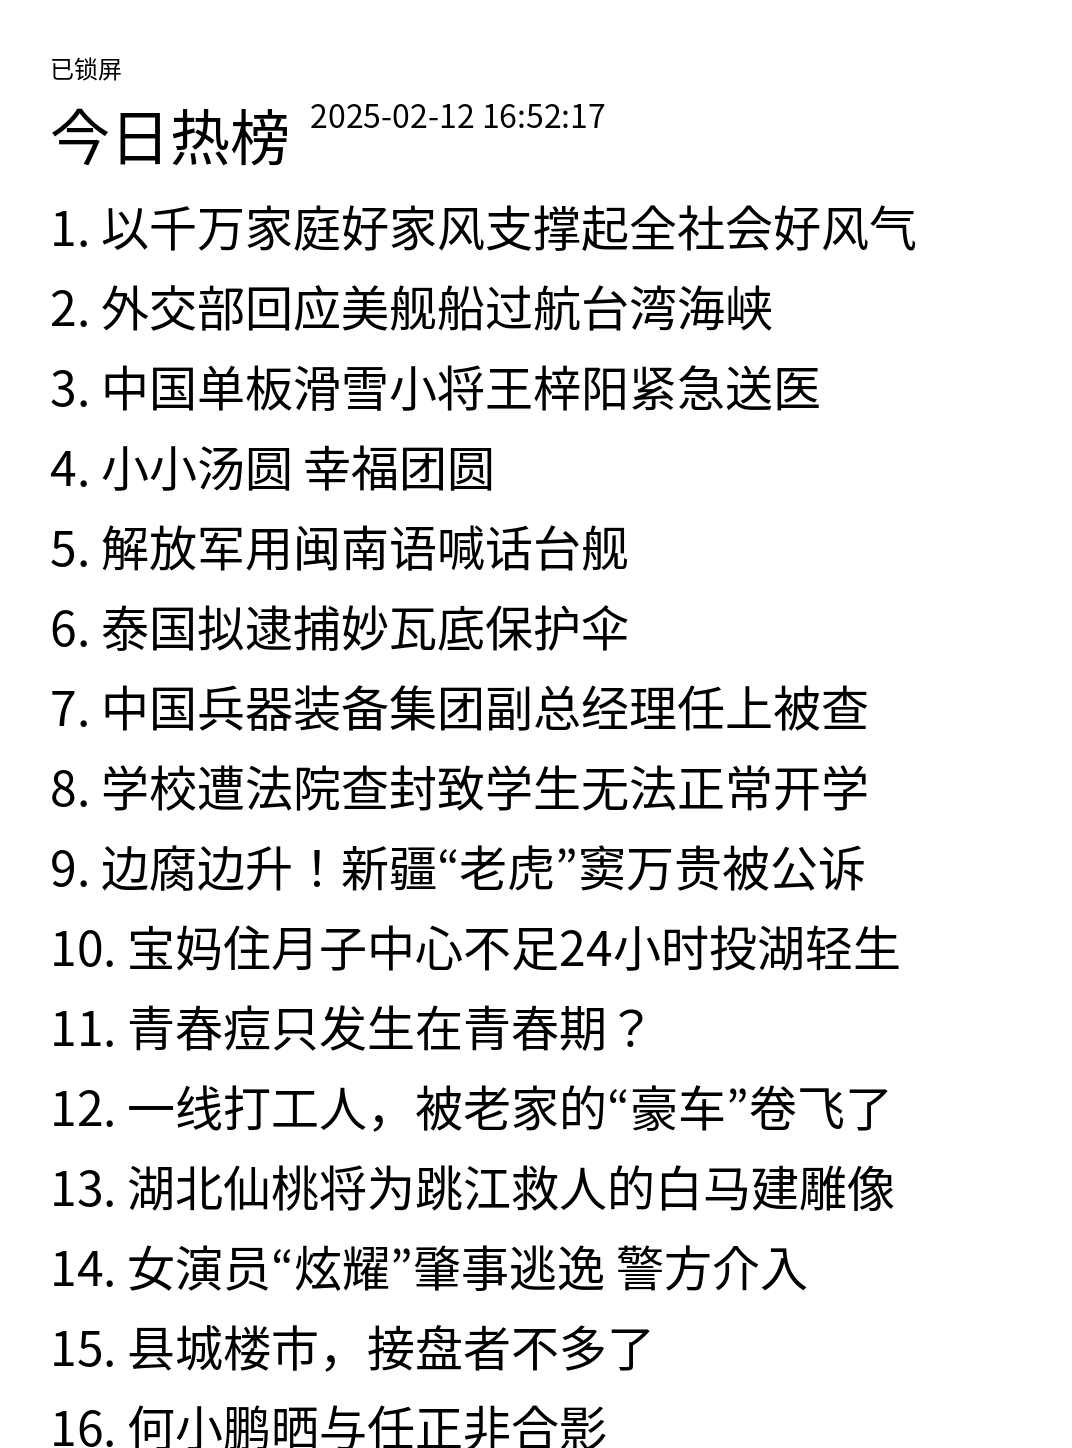 已锁屏
今日热榜 2025-02-12 16:52:17
1. 以千万家庭好家风支撑起全社会好风气
2. 外交部回应美舰船过航台湾海峡
3. 中国单板滑雪小将王梓阳紧急送医
4. 小小汤圆 幸福团圆
5. 解放军用闽南语喊话台舰
6. 泰国拟逮捕妙瓦底保护伞
7. 中国兵器装备集团副总经理任上被查
8. 学校遭法院查封致学生无法正常开学
9. 边腐边升！新疆“老虎”窦万贵被公诉
10. 宝妈住月子中心不足24小时投湖轻生
11. 青春痘只发生在青春期？
12. 一线打工人，被老家的“豪车”卷飞了
13. 湖北仙桃将为跳江救人的白马建雕像
14. 女演员“炫耀”肇事逃逸 警方介入
15. 县城楼市，接盘者不多了
16. 何小鹏晒与任正非合影